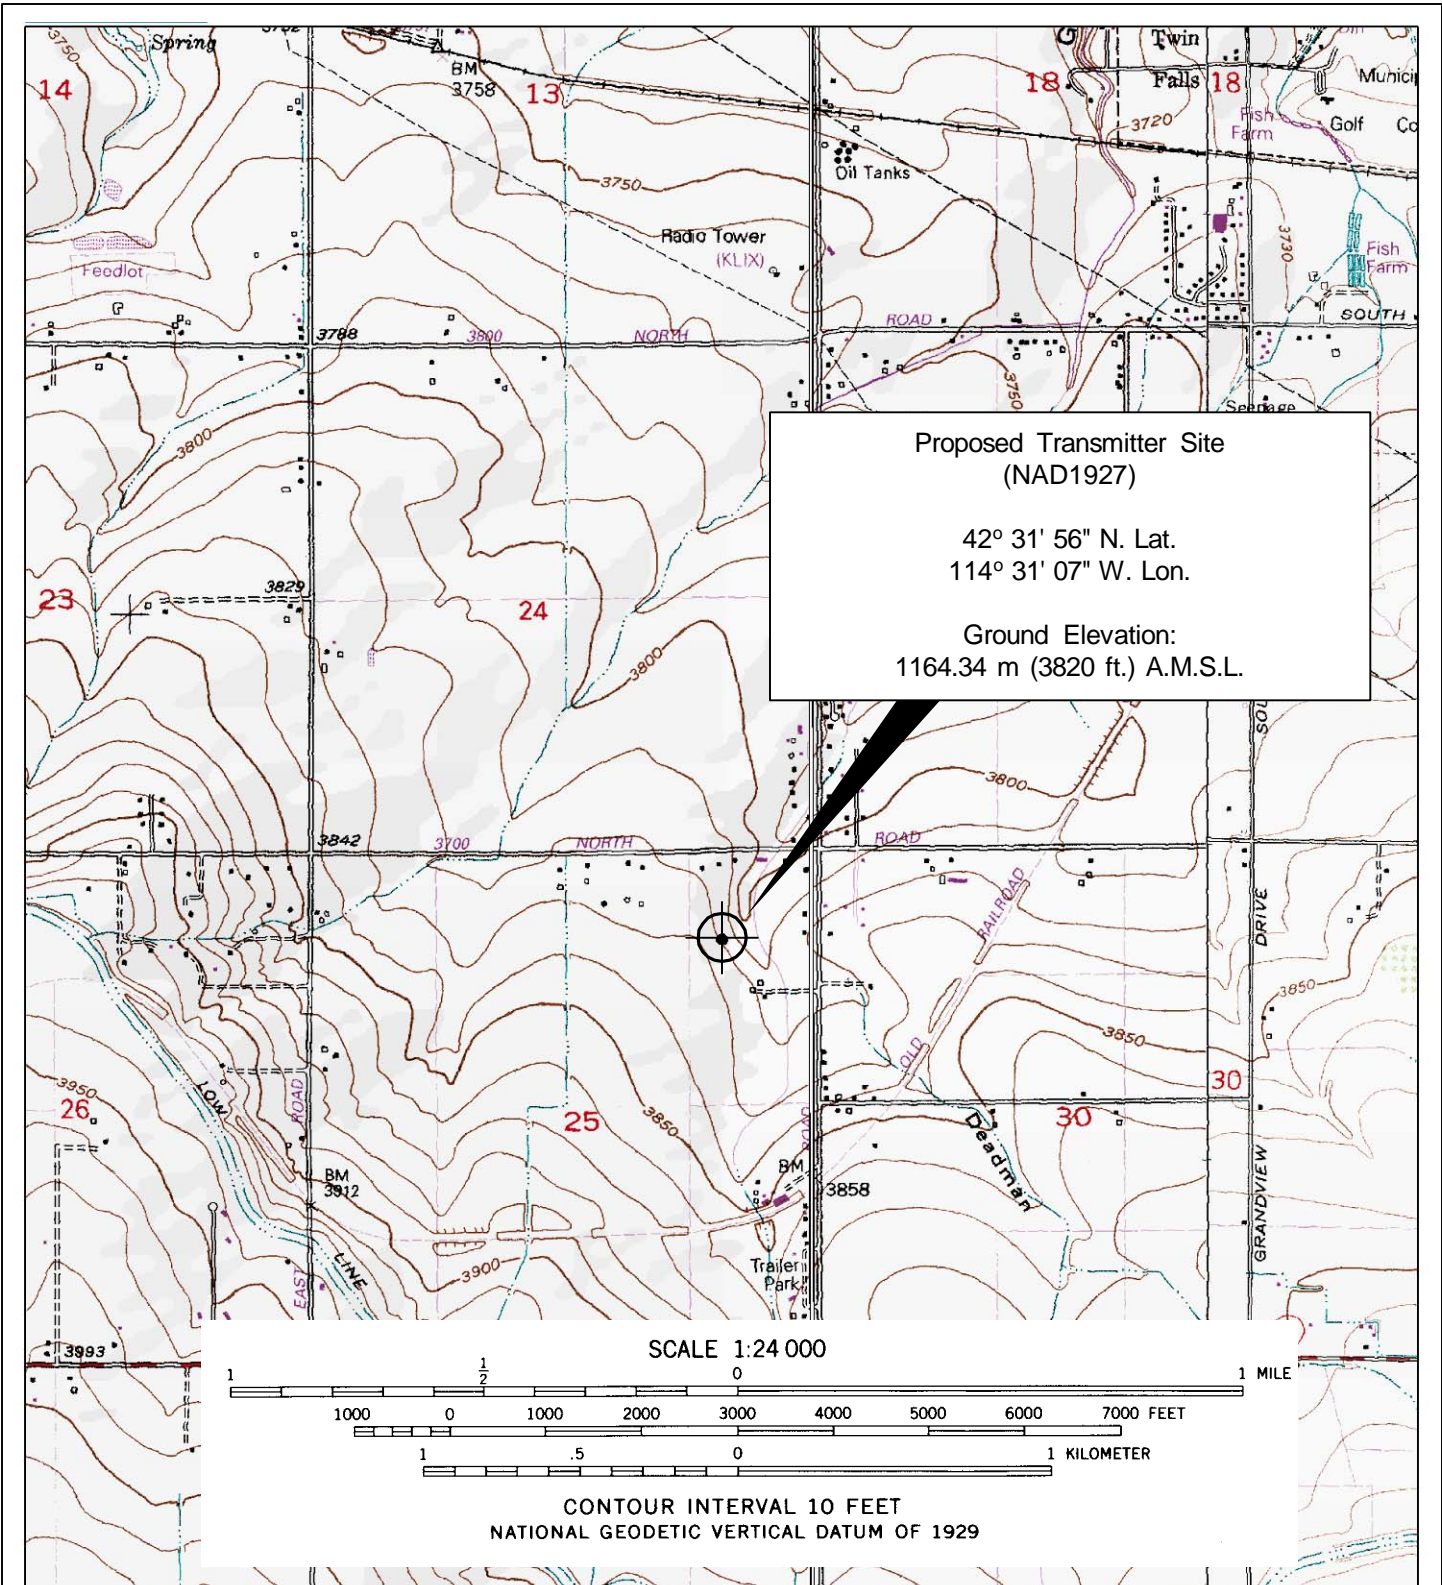 3750
Spring
14
BM
3758
13
Twin
Falls
18
18
Fish
Farm
Golf
3720
Oil Tanks
3750
Radio Tower
(KLIX)
Feedlot
3730
Fish
Farm
3788
3800
NORTH
ROAD
SOUTH
3750
3800
Seepage
Proposed Transmitter Site
(NAD1927)
42° 31' 56" N. Lat.
114° 31' 07" W. Lon.
Ground Elevation:
1164.34 m (3820 ft.) A.M.S.L.
3829
23
24
3800
3800
3842
3700
NORTH
ROAD
RAILROAD
DRIVE
3850
3850
OLD
3950
26
LOW
ROAD
25
3850
ROAD
30
30
Deadman
BM
3912
BM
3858
GRANDVIEW
LINE
EAST
3900
Trailer
Park
3993
SCALE 1:24 000
1 1/2 0 1 MILE
1000 0 1000 2000 3000 4000 5000 6000 7000 FEET
1 .5 0 1 KILOMETER
CONTOUR INTERVAL 10 FEET
NATIONAL GEODETIC VERTICAL DATUM OF 1929